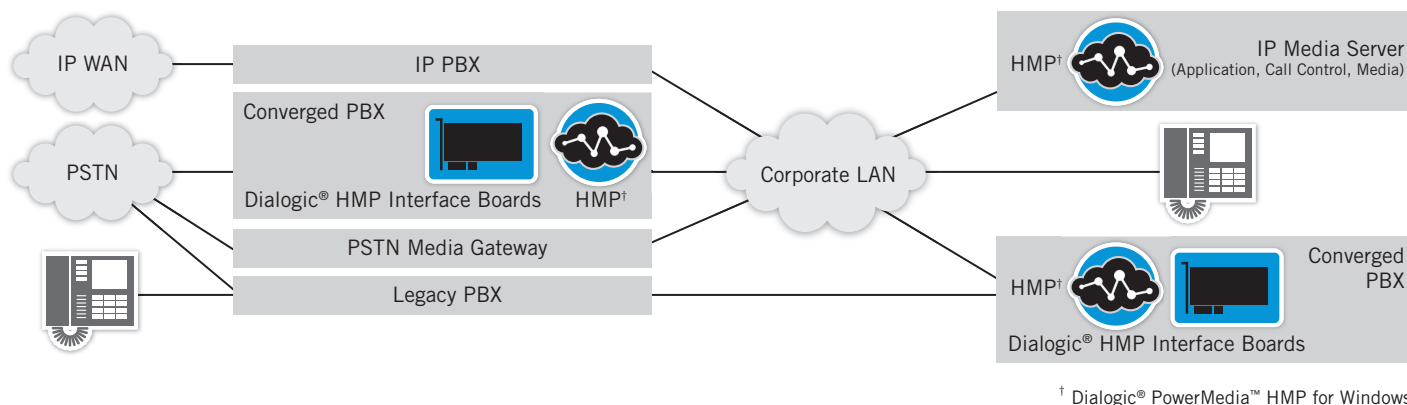 IP WAN
IP PBX
HMP†
IP Media Server
(Application, Call Control, Media)
Converged PBX
PSTN
Dialogic® HMP Interface Boards
HMP†
Corporate LAN
PSTN Media Gateway
Legacy PBX
HMP†
Converged
PBX
Dialogic® HMP Interface Boards
† Dialogic® PowerMedia™ HMP for Windows